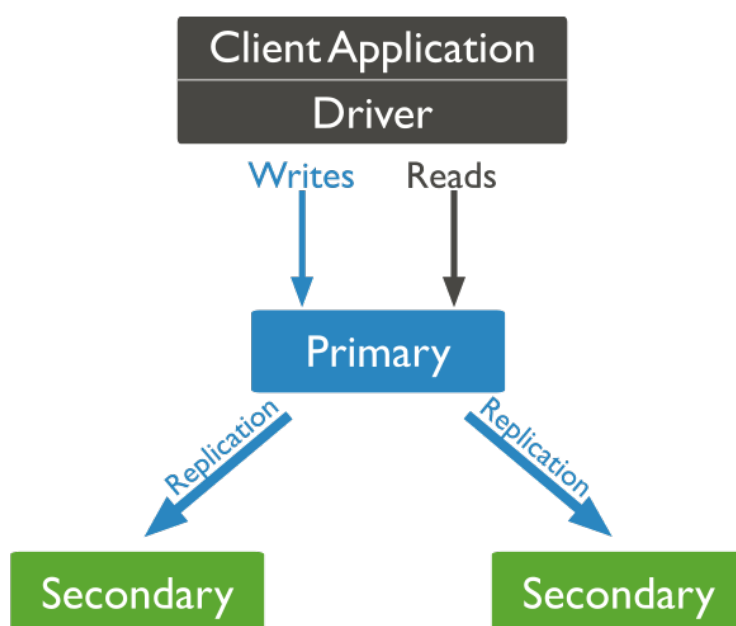 Client Application
Driver
Writes
Reads
Primary
Replication
Replication
Secondary
Secondary